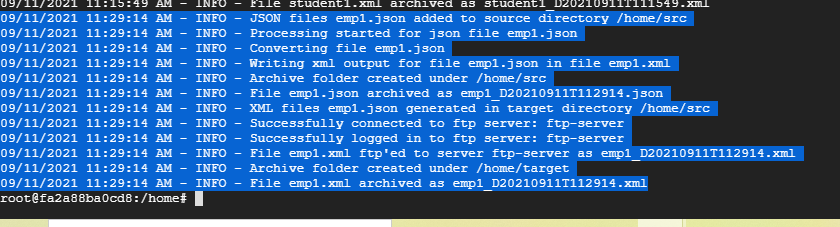 09/11/2021 11:15:49 AM - INFO - File student1.xml archived as student1_D20210911T111549.xml
09/11/2021 11:29:14 AM - INFO - JSON files emp1.json added to source directory /home/src
09/11/2021 11:29:14 AM - INFO - Processing started for json file emp1.json
09/11/2021 11:29:14 AM - INFO - Converting file emp1.json
09/11/2021 11:29:14 AM - INFO - Writing xml output for file emp1.json in file emp1.xml
09/11/2021 11:29:14 AM - INFO - Archive folder created under /home/src
09/11/2021 11:29:14 AM - INFO - File emp1.json archived as emp1_D20210911T112914.json
09/11/2021 11:29:14 AM - INFO - XML files emp1.json generated in target directory /home/src
09/11/2021 11:29:14 AM - INFO - Successfully connected to ftp server: ftp-server
09/11/2021 11:29:14 AM - INFO - Successfully logged in to ftp server: ftp-server
09/11/2021 11:29:14 AM - INFO - File emp1.xml ftp'ed to server ftp-server as emp1_D20210911T112914.xml
09/11/2021 11:29:14 AM - INFO - Archive folder created under /home/target
09/11/2021 11:29:14 AM - INFO - File emp1.xml archived as emp1_D20210911T112914.xml
root@fa2a88ba0cd8:/home#